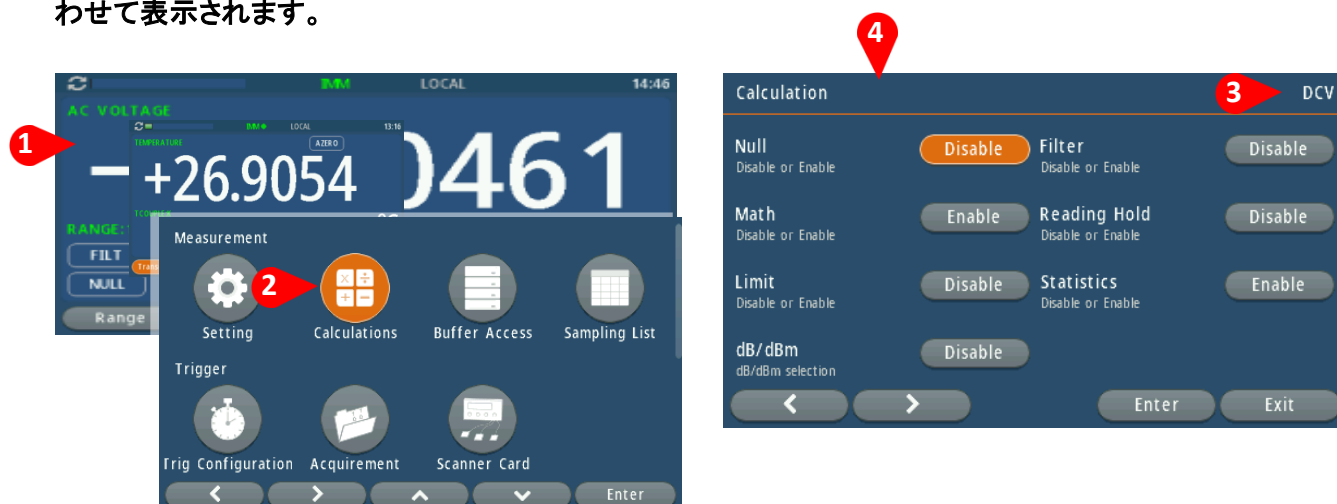 わせて表示されます。
1
IMM LOCAL 14:46
AC VOLTAGE
0461
RANGE:
FILT
NULL
Range
IMM LOCAL 13:16
TEMPERATURE AZERO
+26.9054
Measurement
2
Setting Calculations Buffer Access Sampling List
Trigger
Trig Configuration Acquirement Scanner Card
Enter
4
Calculation 3 DCV
Null Disable Filter Disable
Disable or Enable Disable or Enable
Math Enable Reading Hold Disable
Disable or Enable Disable or Enable
Limit Disable Statistics Enable
Disable or Enable Disable or Enable
dB/dBm Disable
dB/dBm selection
Enter Exit